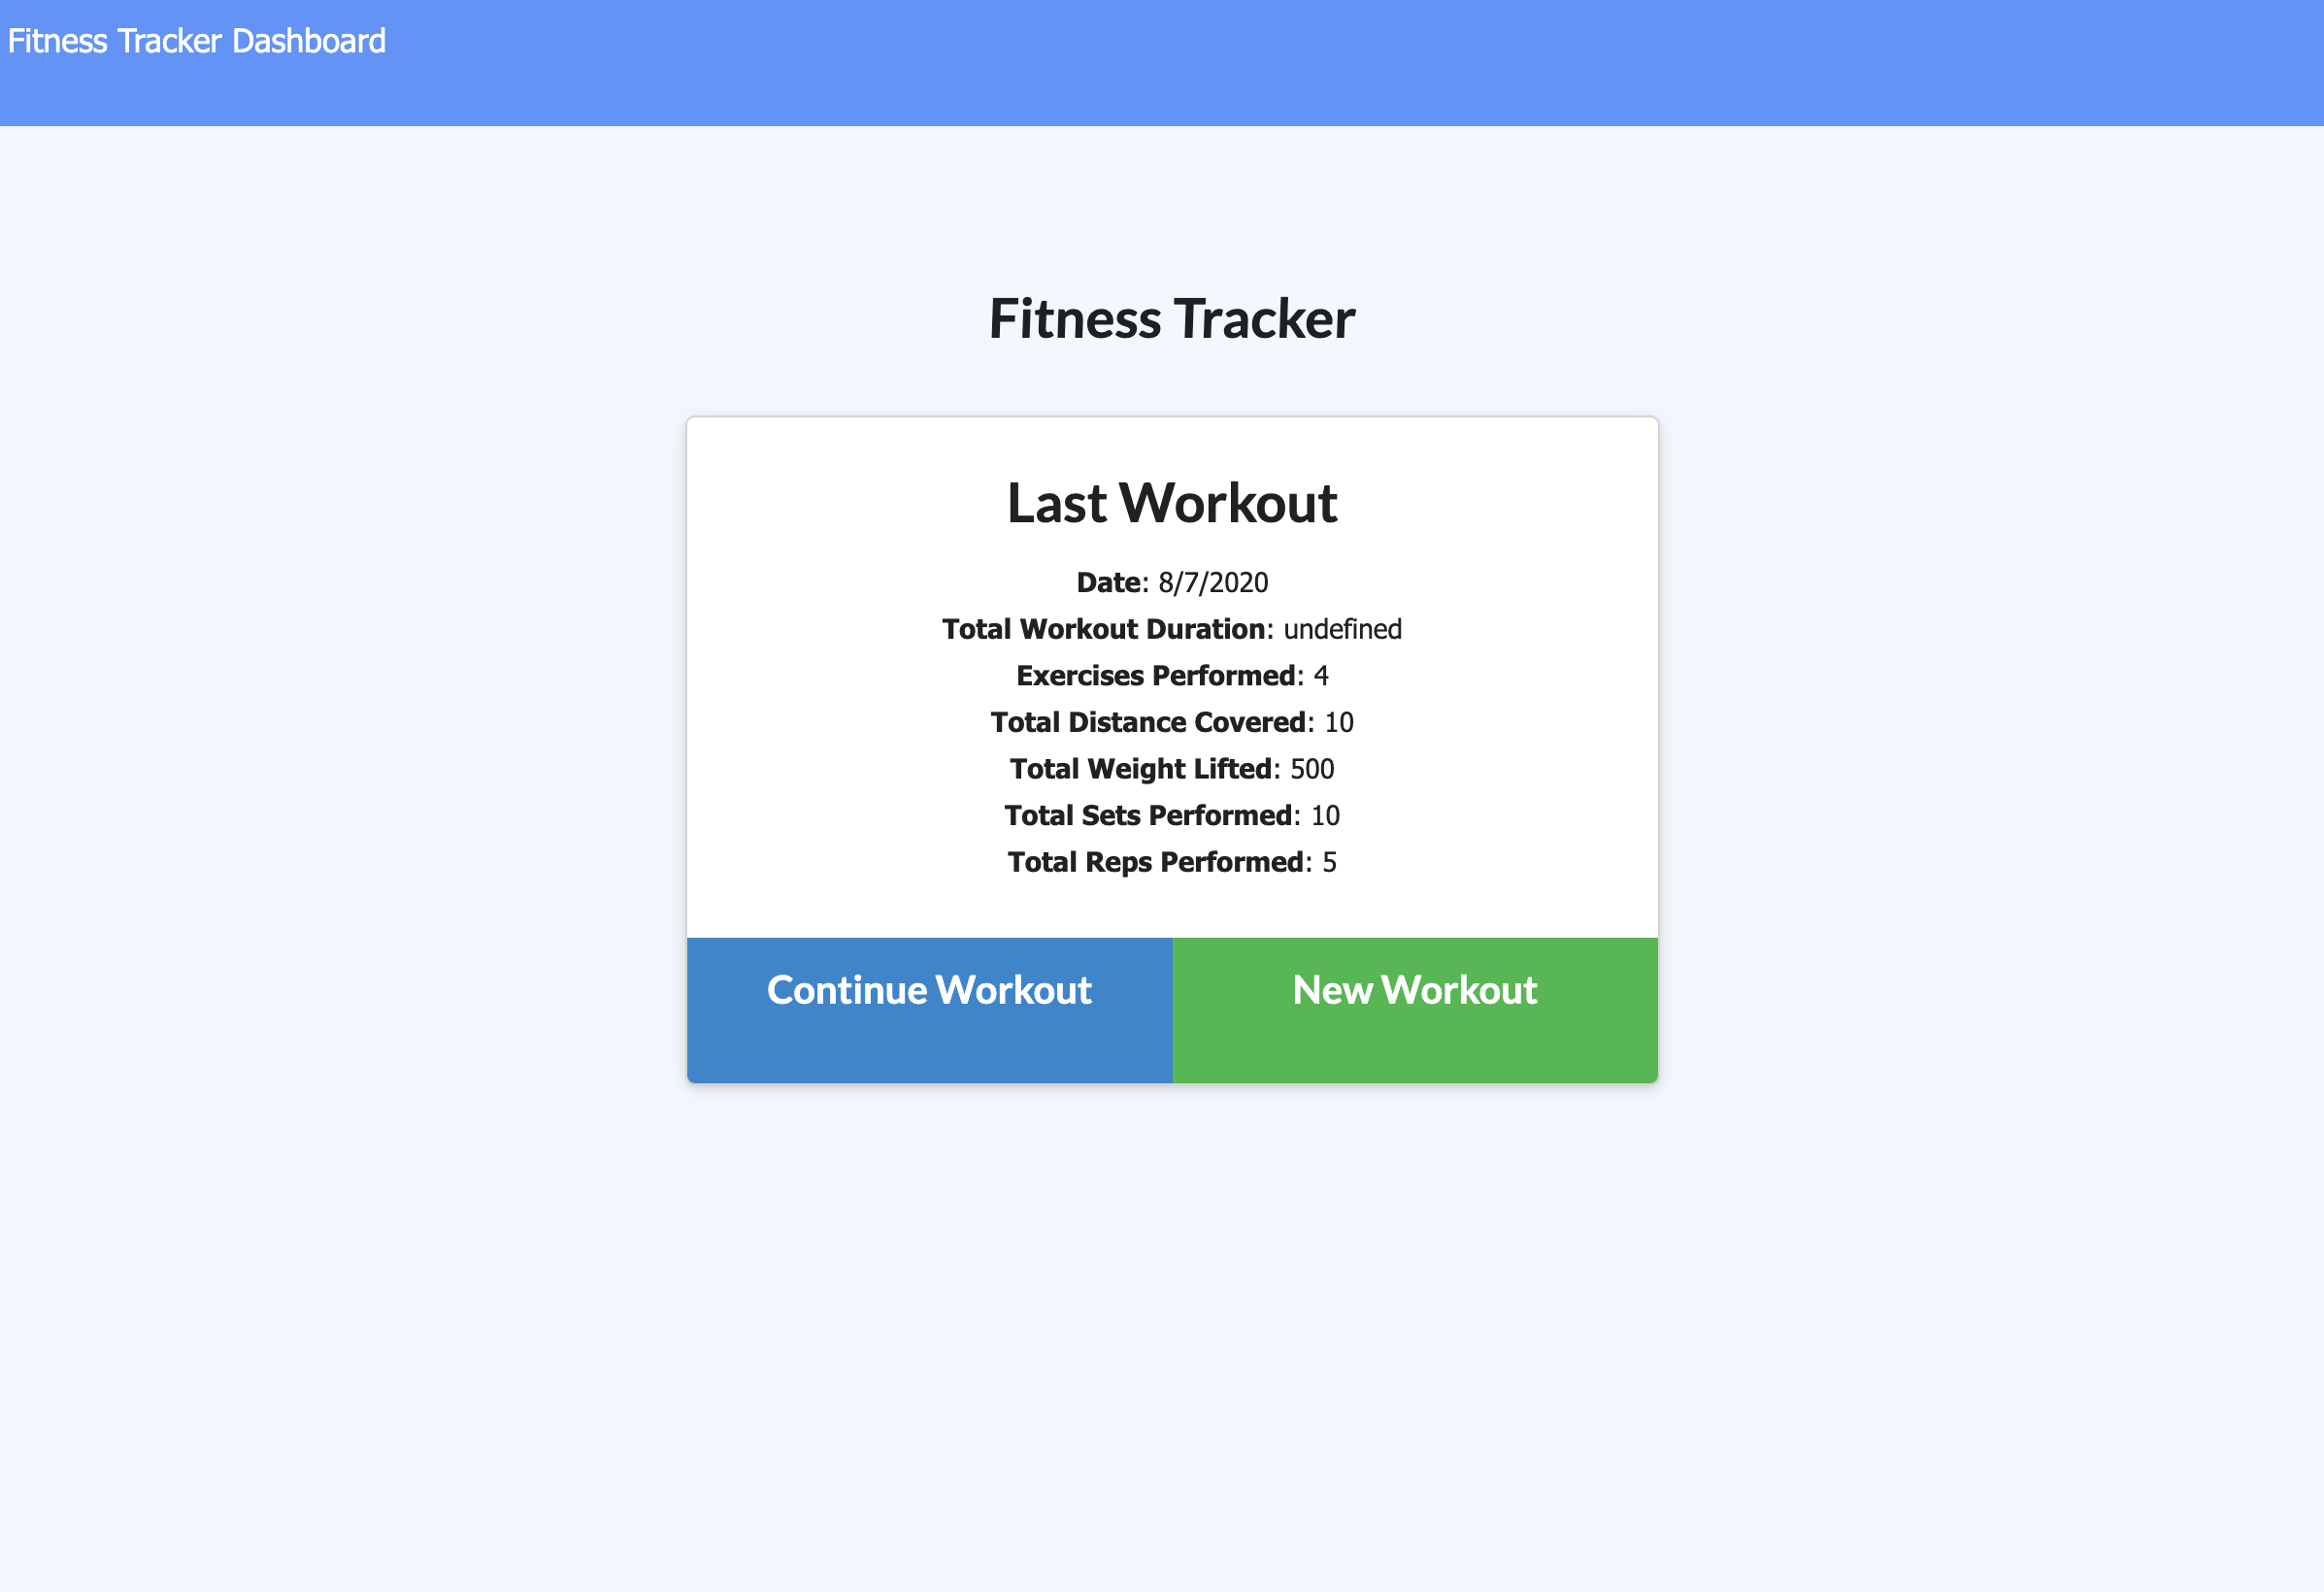 Fitness Tracker Dashboard
Fitness Tracker
Last Workout
Date: 8/7/2020
Total Workout Duration: undefined
Exercises Performed: 4
Total Distance Covered: 10
Total Weight Lifted: 500
Total Sets Performed: 10
Total Reps Performed: 5
Continue Workout
New Workout